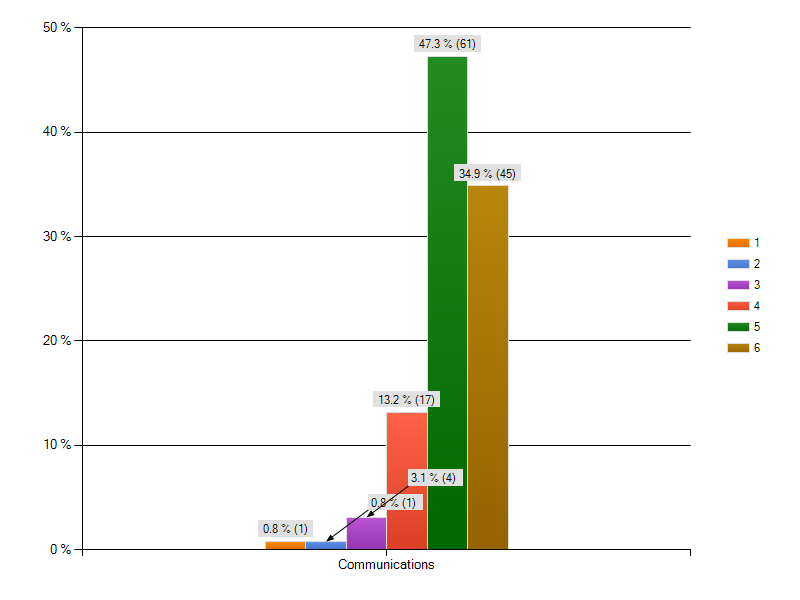 50 %
47.3 % (61)
40 %
34.9 % (45)
30 %
1
2
3
4
5
6
20 %
13.2 % (17)
10 %
3.1 % (4)
0.8 % (1)
0.8 % (1)
0 %
Communications